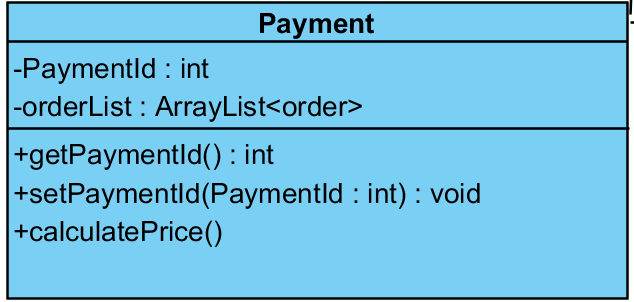 Payment
-PaymentId : int
-orderList : ArrayList<order>
+getPaymentId() : int
+setPaymentId(PaymentId : int) : void
+calculatePrice()